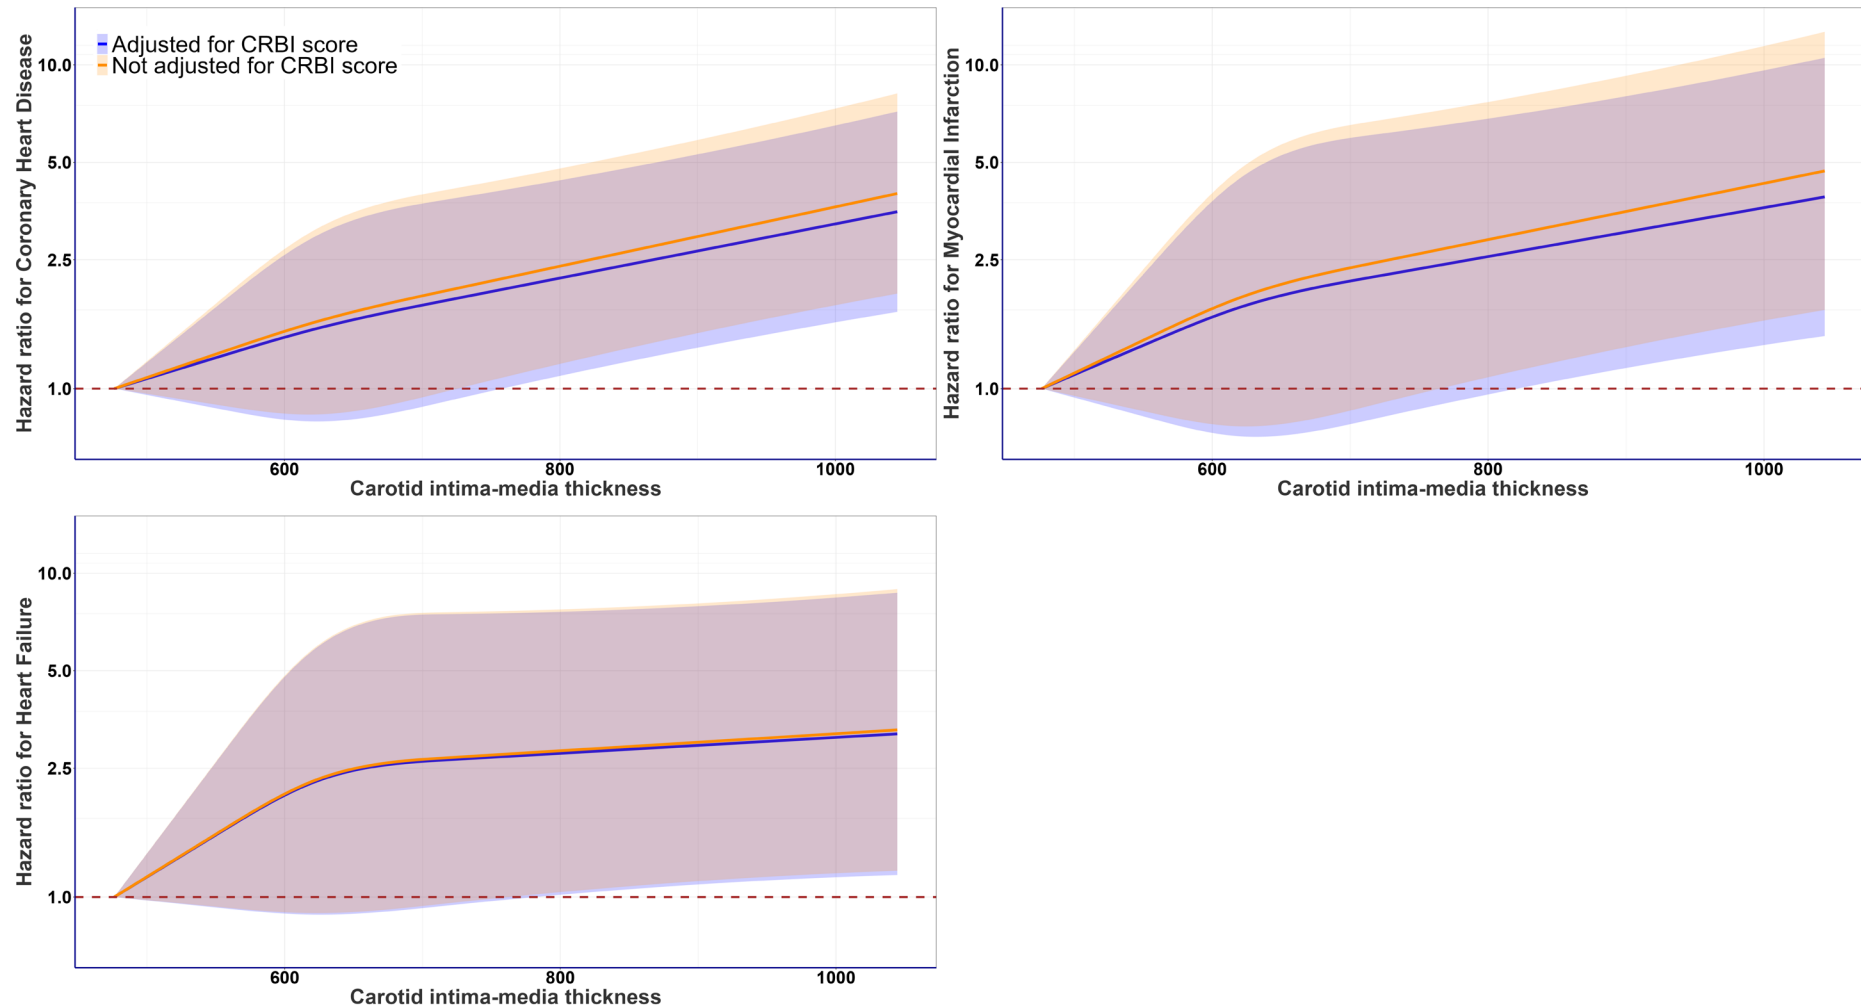 Hazard ratio for Coronary Heart Disease
10.0
5.0
2.5
1.0
Adjusted for CRBI score
Not adjusted for CRBI score
600 800 1000
Carotid intima-media thickness
Hazard ratio for Myocardial Infarction
10.0
5.0
2.5
1.0
600 800 1000
Carotid intima-media thickness
Hazard ratio for Heart Failure
10.0
5.0
2.5
1.0
600 800 1000
Carotid intima-media thickness